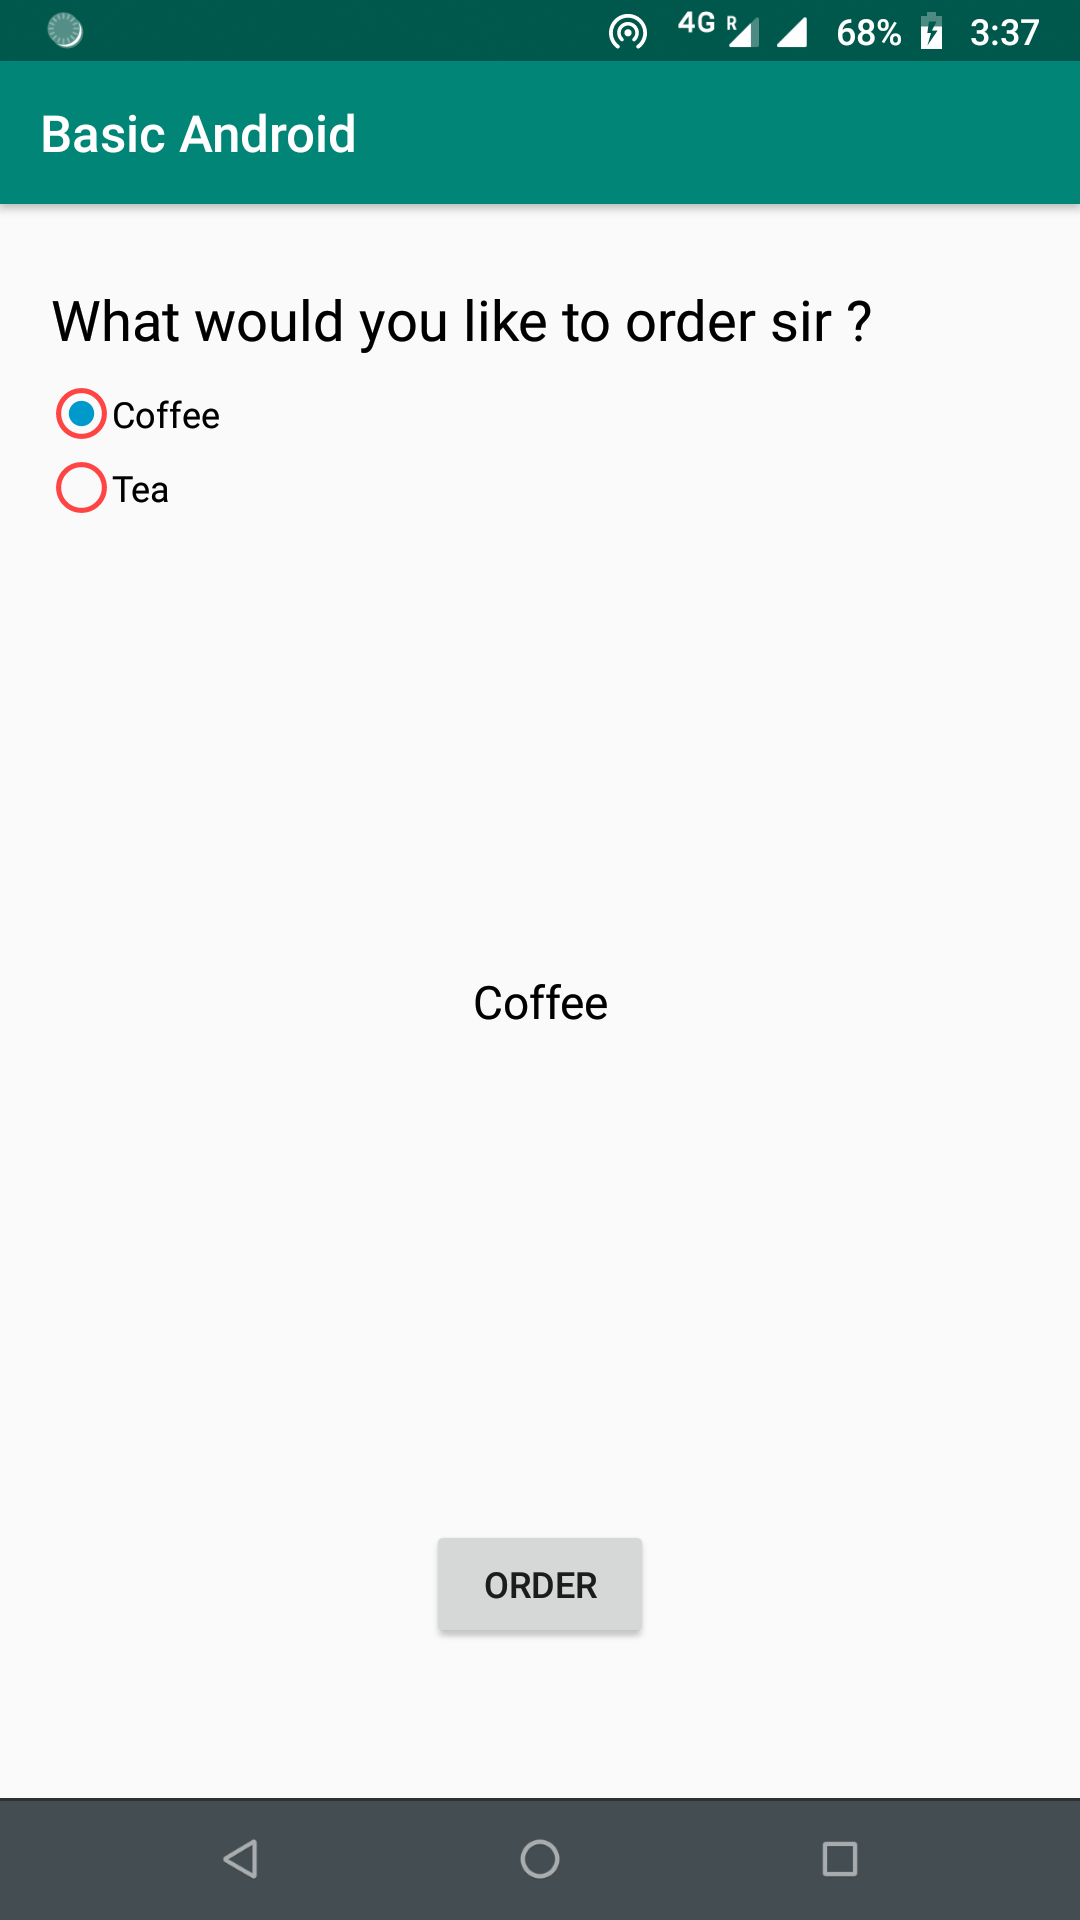 4G R 68% 3:37
Basic Android
What would you like to order sir ?
Coffee
Tea
Coffee
ORDER